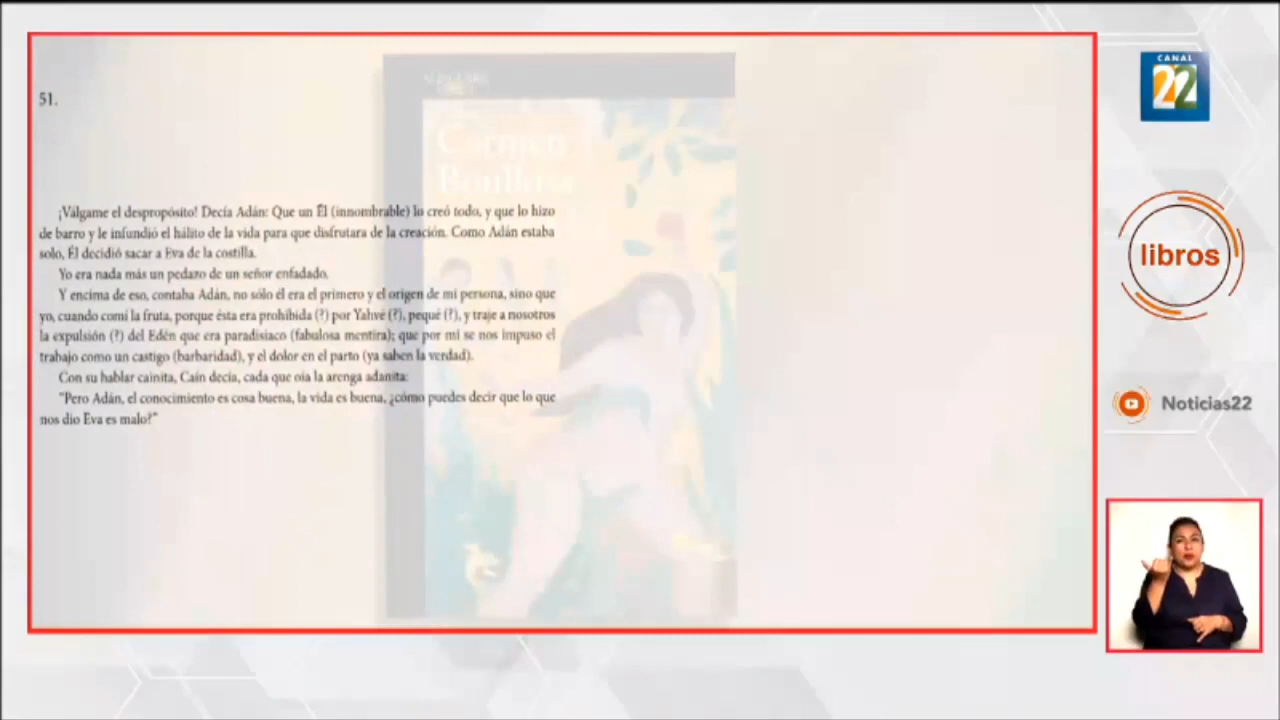 CANAL
22
51.
Carmen
Boullosa
¡Válgame el despropósito! Decía Adán: Que un Él (innombrable) lo creó todo, y que lo hizo
de barro y le infundió el hálito de la vida para que disfrutara de la creación. Como Adán estaba
solo, Él decidió sacar a Eva de la costilla.
Yo era nada más un pedazo de un señor enfadado.
Y encima de eso, contaba Adán, no sólo él era el primero y el origen de mi persona, sino que
yo, cuando comí la fruta, porque ésta era prohibida (?) por Yahvé (?), pequé (?), y traje a nosotros
la expulsión (?) del Edén que era paradisiaco (fabulosa mentira); que por mí se nos impuso el
trabajo como un castigo (barbaridad), y el dolor en el parto (ya saben la verdad).
Con su hablar cainita, Caín decía, cada que oía la arenga adanita:
"Pero Adán, el conocimiento es cosa buena, la vida es buena, ¿cómo puedes decir que lo que
nos dio Eva es malo?"
libros
Noticias22